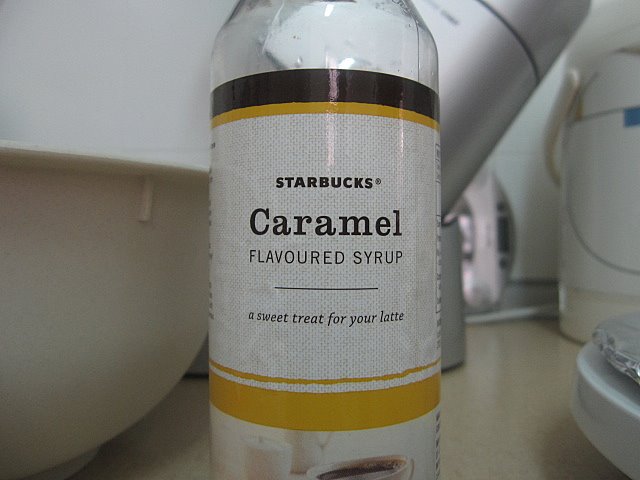 STARBUCKS®
Caramel
FLAVOURED SYRUP
a sweet treat for your latte